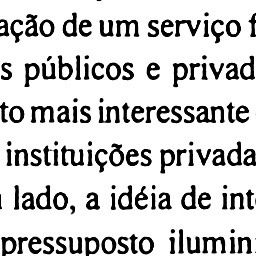 ação de um serviço f
s públicos e privad
to mais interessante
instituições privada
lado, a idéia de int
pressuposto ilumin